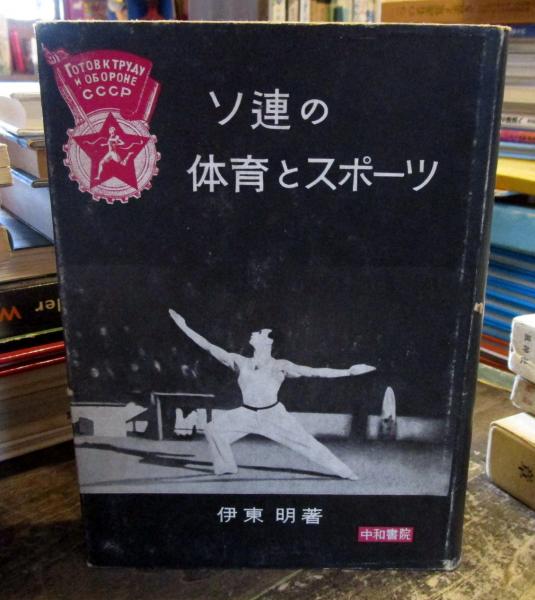 ГОТОВ К ТРУДУ
И ОБОРОНЕ
СССР
ソ連の
体育とスポーツ
伊東 明著
中和書院